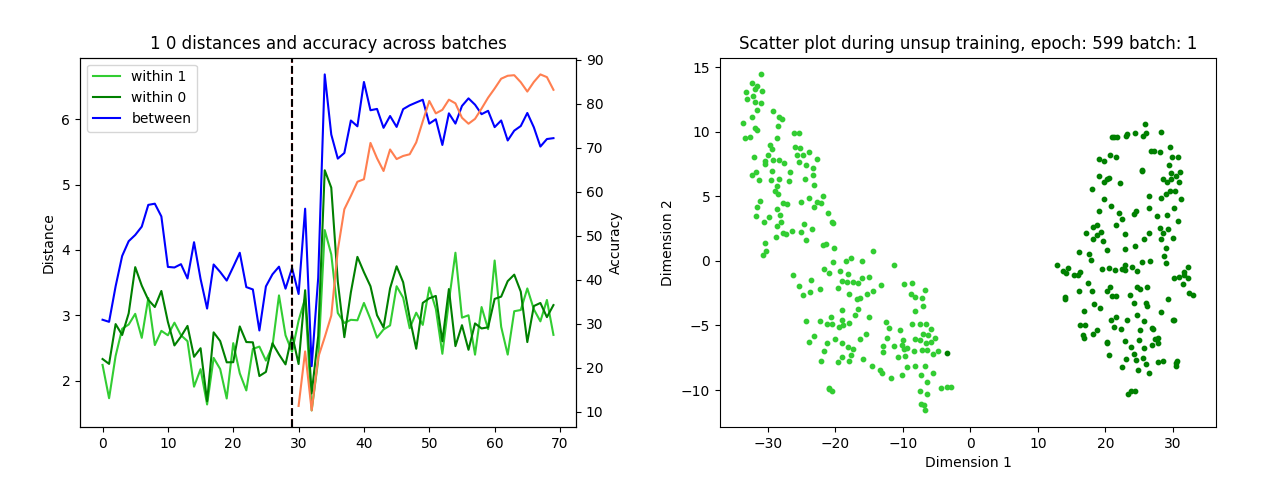 1 0 distances and accuracy across batches
within 1
within 0
between
Distance
6
5
4
3
2
0 10 20 30 40 50 60 70
90
80
70
60
50
40
30
20
10
Accuracy
Scatter plot during unsup training, epoch: 599 batch: 1
Dimension 2
15
10
5
0
−5
−10
−30 −20 −10 0 10 20 30
Dimension 1